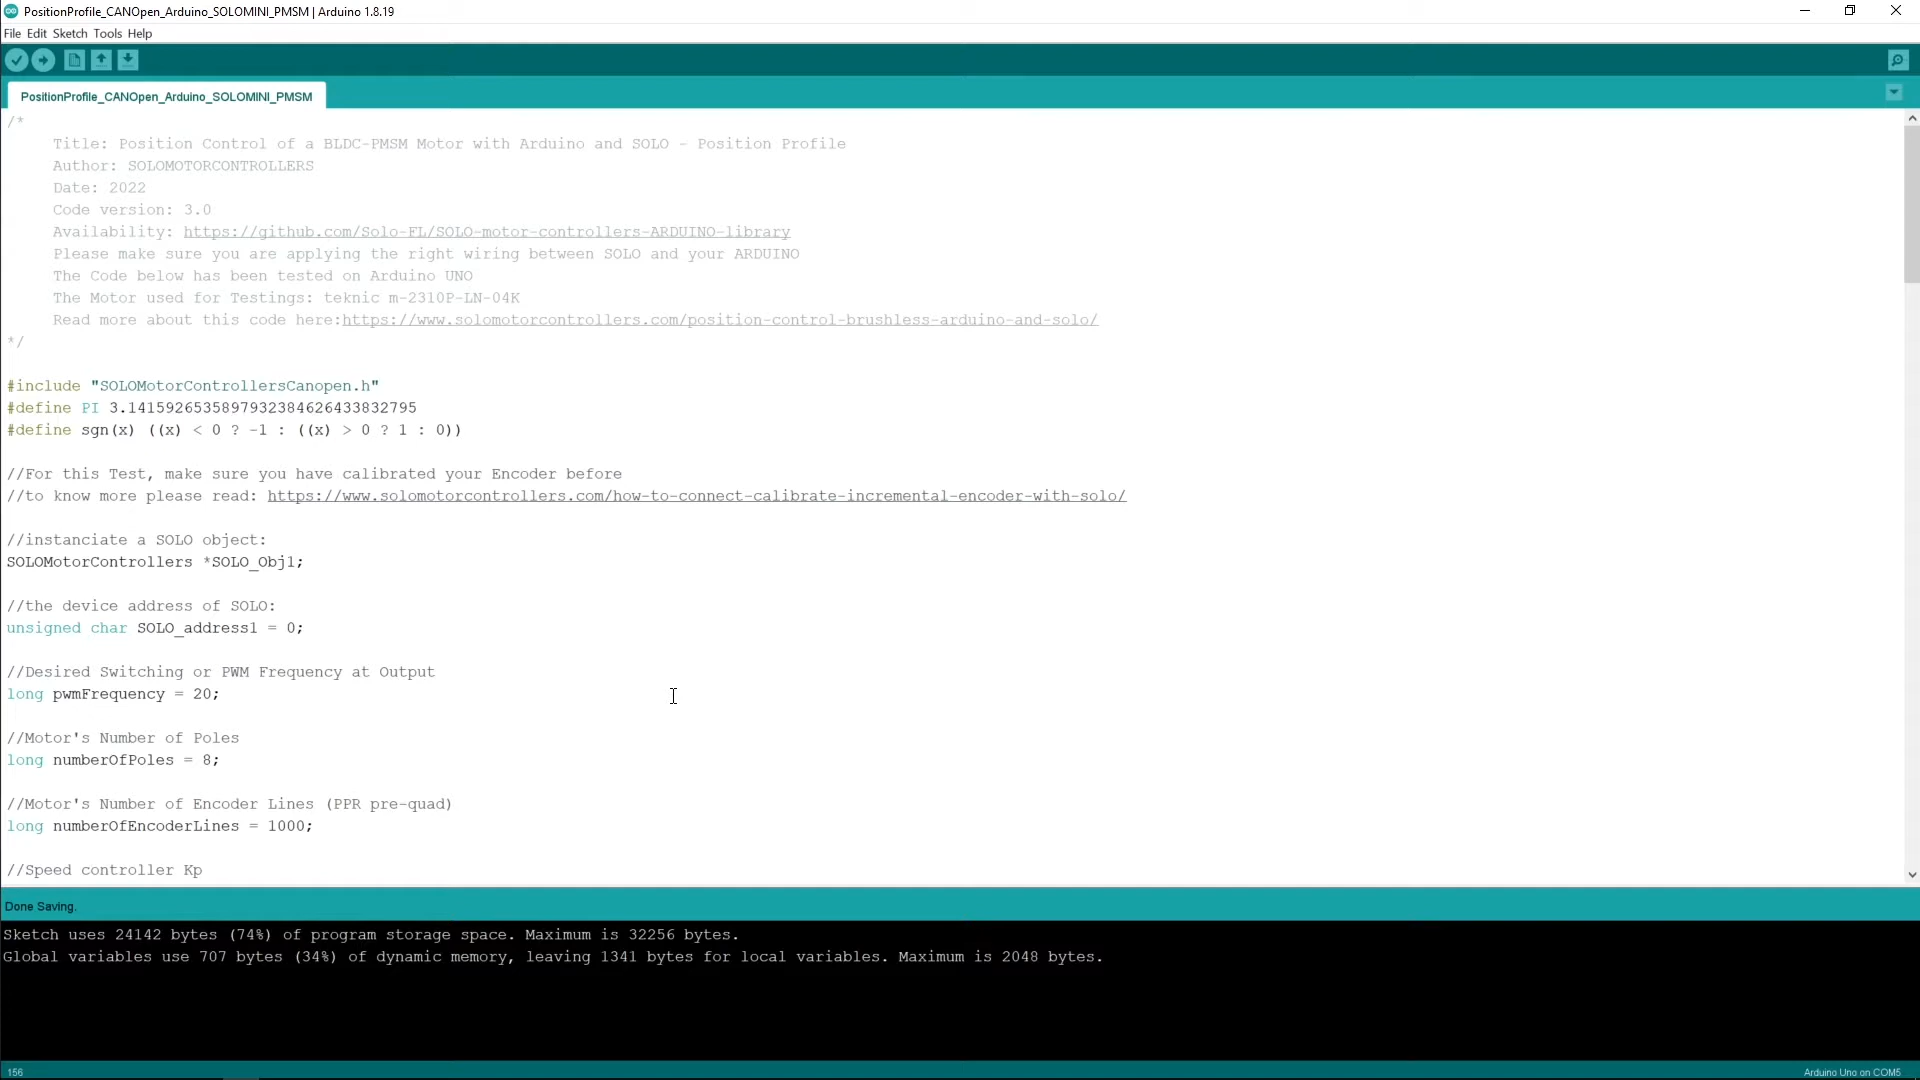 PositionProfile_CANOpen_Arduino_SOLOMINI_PMSM | Arduino 1.8.19
File Edit Sketch Tools Help
PositionProfile_CANOpen_Arduino_SOLOMINI_PMSM
/*
Title: Position Control of a BLDC-PMSM Motor with Arduino and SOLO - Position Profile
Author: SOLOMOTORCONTROLLERS
Date: 2022
Code version: 3.0
Availability: https://github.com/Solo-FL/SOLO-motor-controllers-ARDUINO-library
Please make sure you are applying the right wiring between SOLO and your ARDUINO
The Code below has been tested on Arduino UNO
The Motor used for Testings: teknic m-2310P-LN-04K
Read more about this code here:https://www.solomotorcontrollers.com/position-control-brushless-arduino-and-solo/
*/
#include "SOLOMotorControllersCanopen.h"
#define PI 3.1415926535897932384626433832795
#define sgn(x) ((x) < 0 ? -1 : ((x) > 0 ? 1 : 0))
//For this Test, make sure you have calibrated your Encoder before
//to know more please read: https://www.solomotorcontrollers.com/how-to-connect-calibrate-incremental-encoder-with-solo/
//instanciate a SOLO object:
SOLOMotorControllers *SOLO_Obj1;
//the device address of SOLO:
unsigned char SOLO_address1 = 0;
//Desired Switching or PWM Frequency at Output
long pwmFrequency = 20;
//Motor's Number of Poles
long numberOfPoles = 8;
//Motor's Number of Encoder Lines (PPR pre-quad)
long numberOfEncoderLines = 1000;
//Speed controller Kp
Done Saving.
Sketch uses 24142 bytes (74%) of program storage space. Maximum is 32256 bytes.
Global variables use 707 bytes (34%) of dynamic memory, leaving 1341 bytes for local variables. Maximum is 2048 bytes.
156
Arduino Uno on COM5